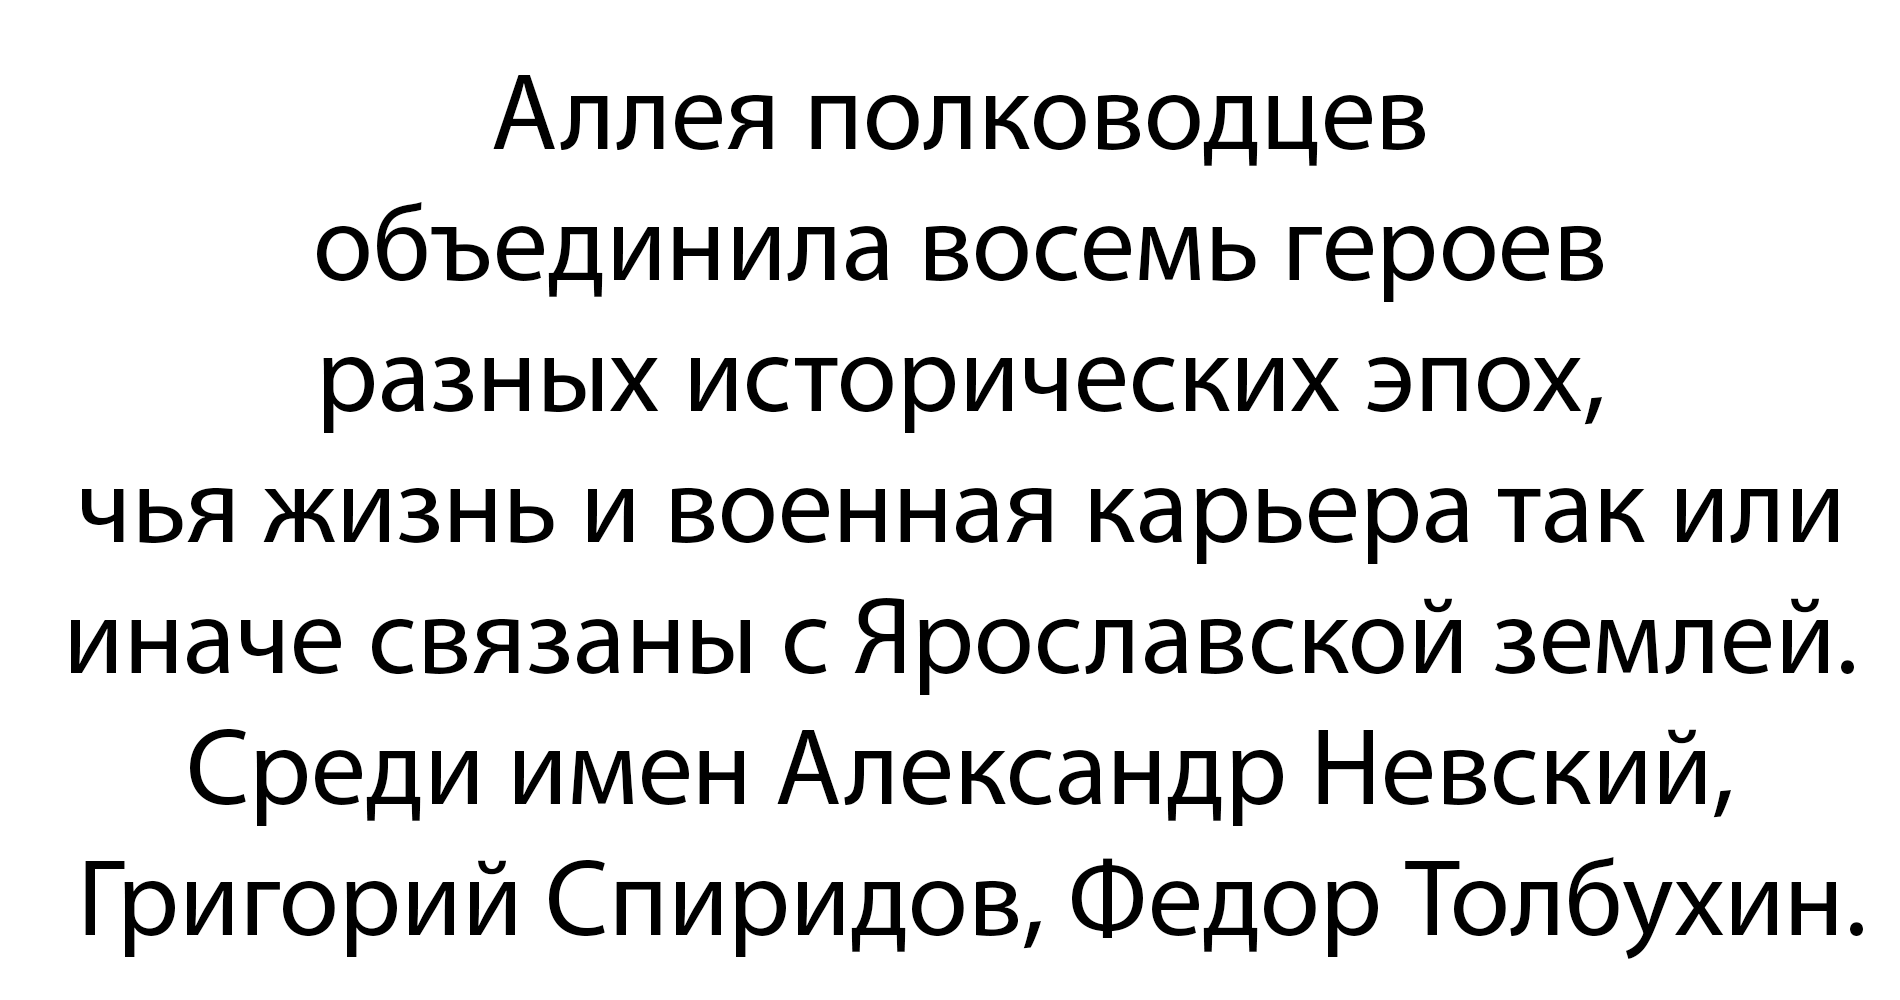 Аллея полководцев
объединила восемь героев
разных исторических эпох,
чья жизнь и военная карьера так или
иначе связаны с Ярославской землей.
Среди имен Александр Невский,
Григорий Спиридов, Федор Толбухин.